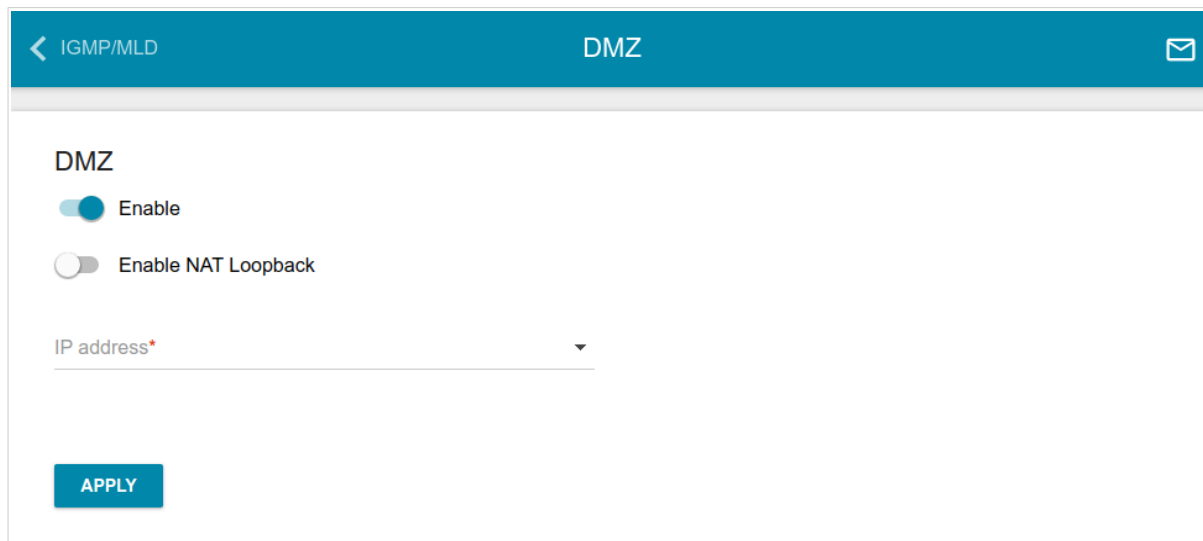 IGMP/MLD
DMZ
DMZ
Enable
Enable NAT Loopback
IP address*
APPLY